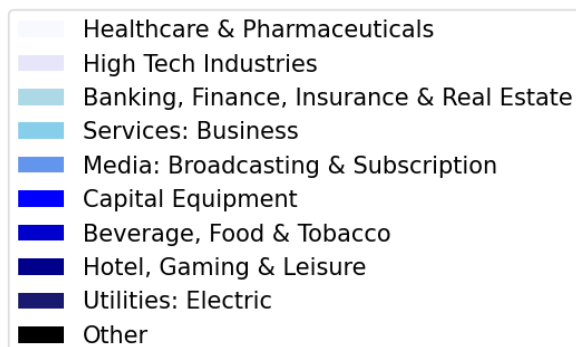 Healthcare & Pharmaceuticals
High Tech Industries
Banking, Finance, Insurance & Real Estate
Services: Business
Media: Broadcasting & Subscription
Capital Equipment
Beverage, Food & Tobacco
Hotel, Gaming & Leisure
Utilities: Electric
Other